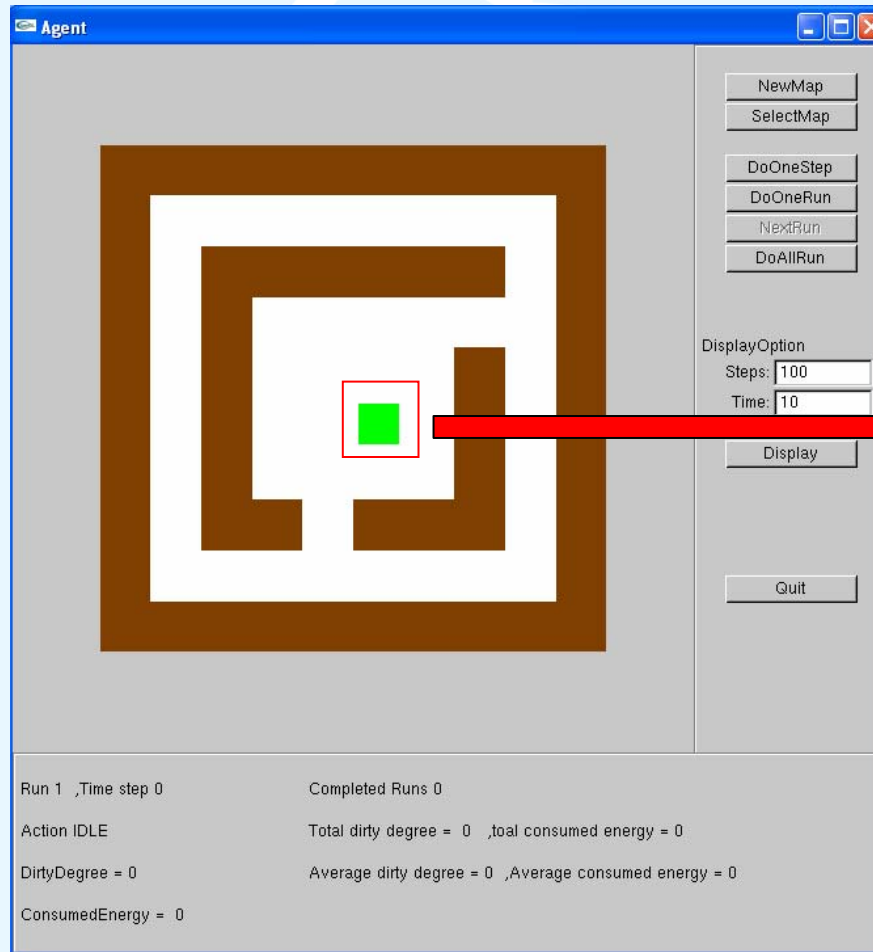 Agent
NewMap
SelectMap
DoOneStep
DoOneRun
NextRun
DoAllRun
DisplayOption
Steps: 100
Time: 10
Display
Quit
Run 1 ,Time step 0
Completed Runs 0
Action IDLE
Total dirty degree = 0 ,toal consumed energy = 0
DirtyDegree = 0
Average dirty degree = 0 ,Average consumed energy = 0
ConsumedEnergy = 0